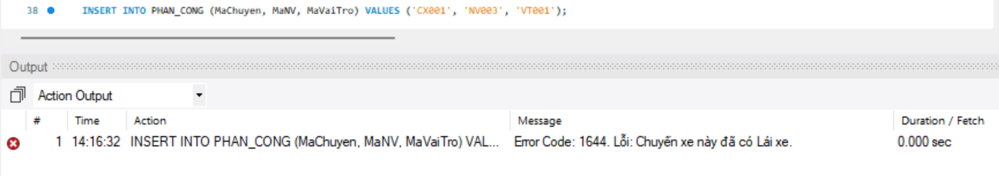 38 INSERT INTO PHAN_CONG (MaChuyen, MaNV, MaVaiTro) VALUES ('CX001', 'NV003', 'VT001');
Output
Action Output
# Time Action Message Duration / Fetch
1 14:16:32 INSERT INTO PHAN_CONG (MaChuyen, MaNV, MaVaiTro) VAL... Error Code: 1644. Lỗi: Chuyến xe này đã có Lái xe. 0.000 sec